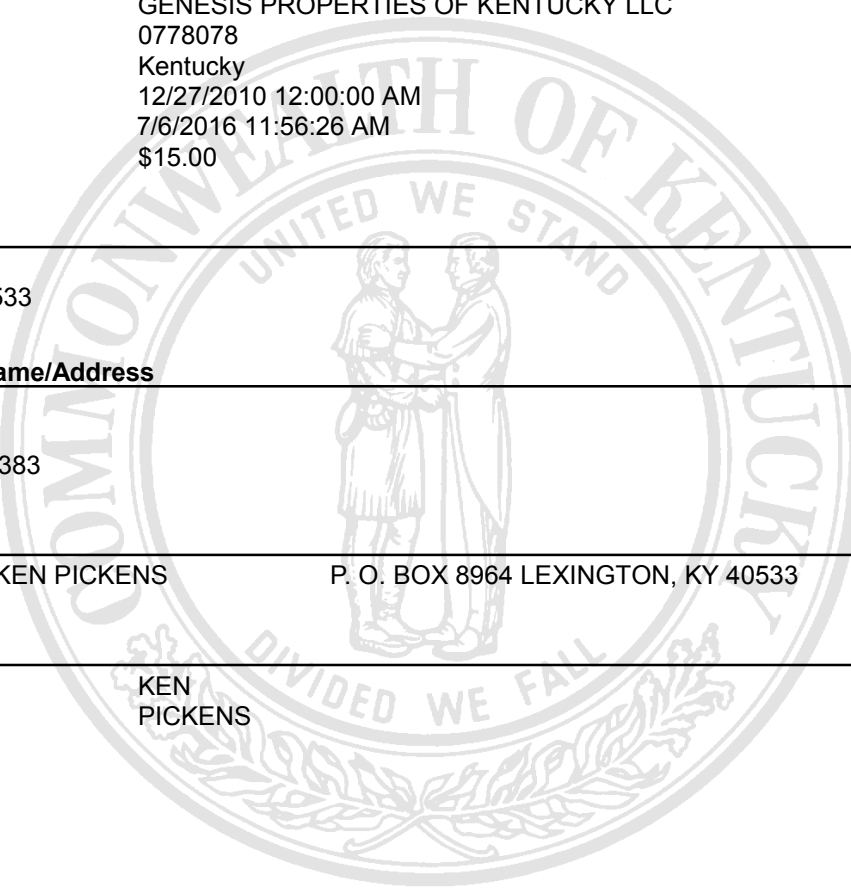 GENESIS PROPERTIES OF KENTUCKY LLC
0778078
Kentucky
12/27/2010 12:00:00 AM
7/6/2016 11:56:26 AM
$15.00
COMMONWEALTH OF KENTUCKY
UNITED WE STAND
533
ame/Address
383
KEN PICKENS P. O. BOX 8964 LEXINGTON, KY 40533
DIVIDED WE FALL
KEN
PICKENS